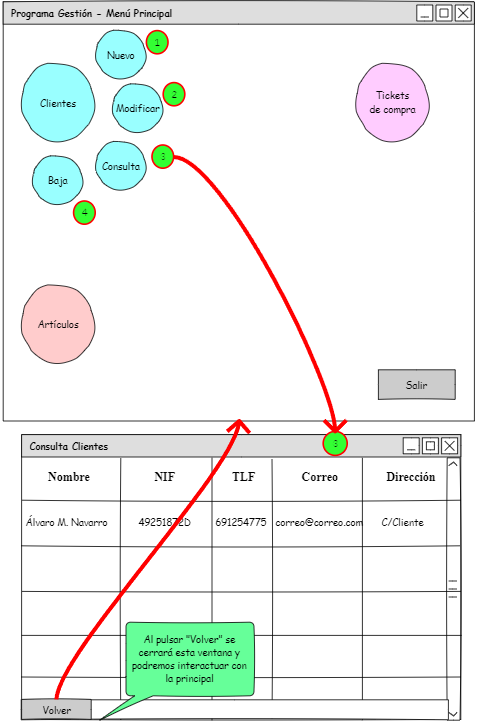 Programa Gestión - Menú Principal
Nuevo
1
Clientes
Modificar
2
Tickets
de compra
Consulta
3
Baja
4
Artículos
Salir
Consulta Clientes
3
Nombre NIF TLF Correo Dirección
Álvaro M. Navarro 49251872D 691254775 correo@correo.com C/Cliente
Al pulsar "Volver" se
cerrará esta ventana y
podremos interactuar con
la principal
Volver